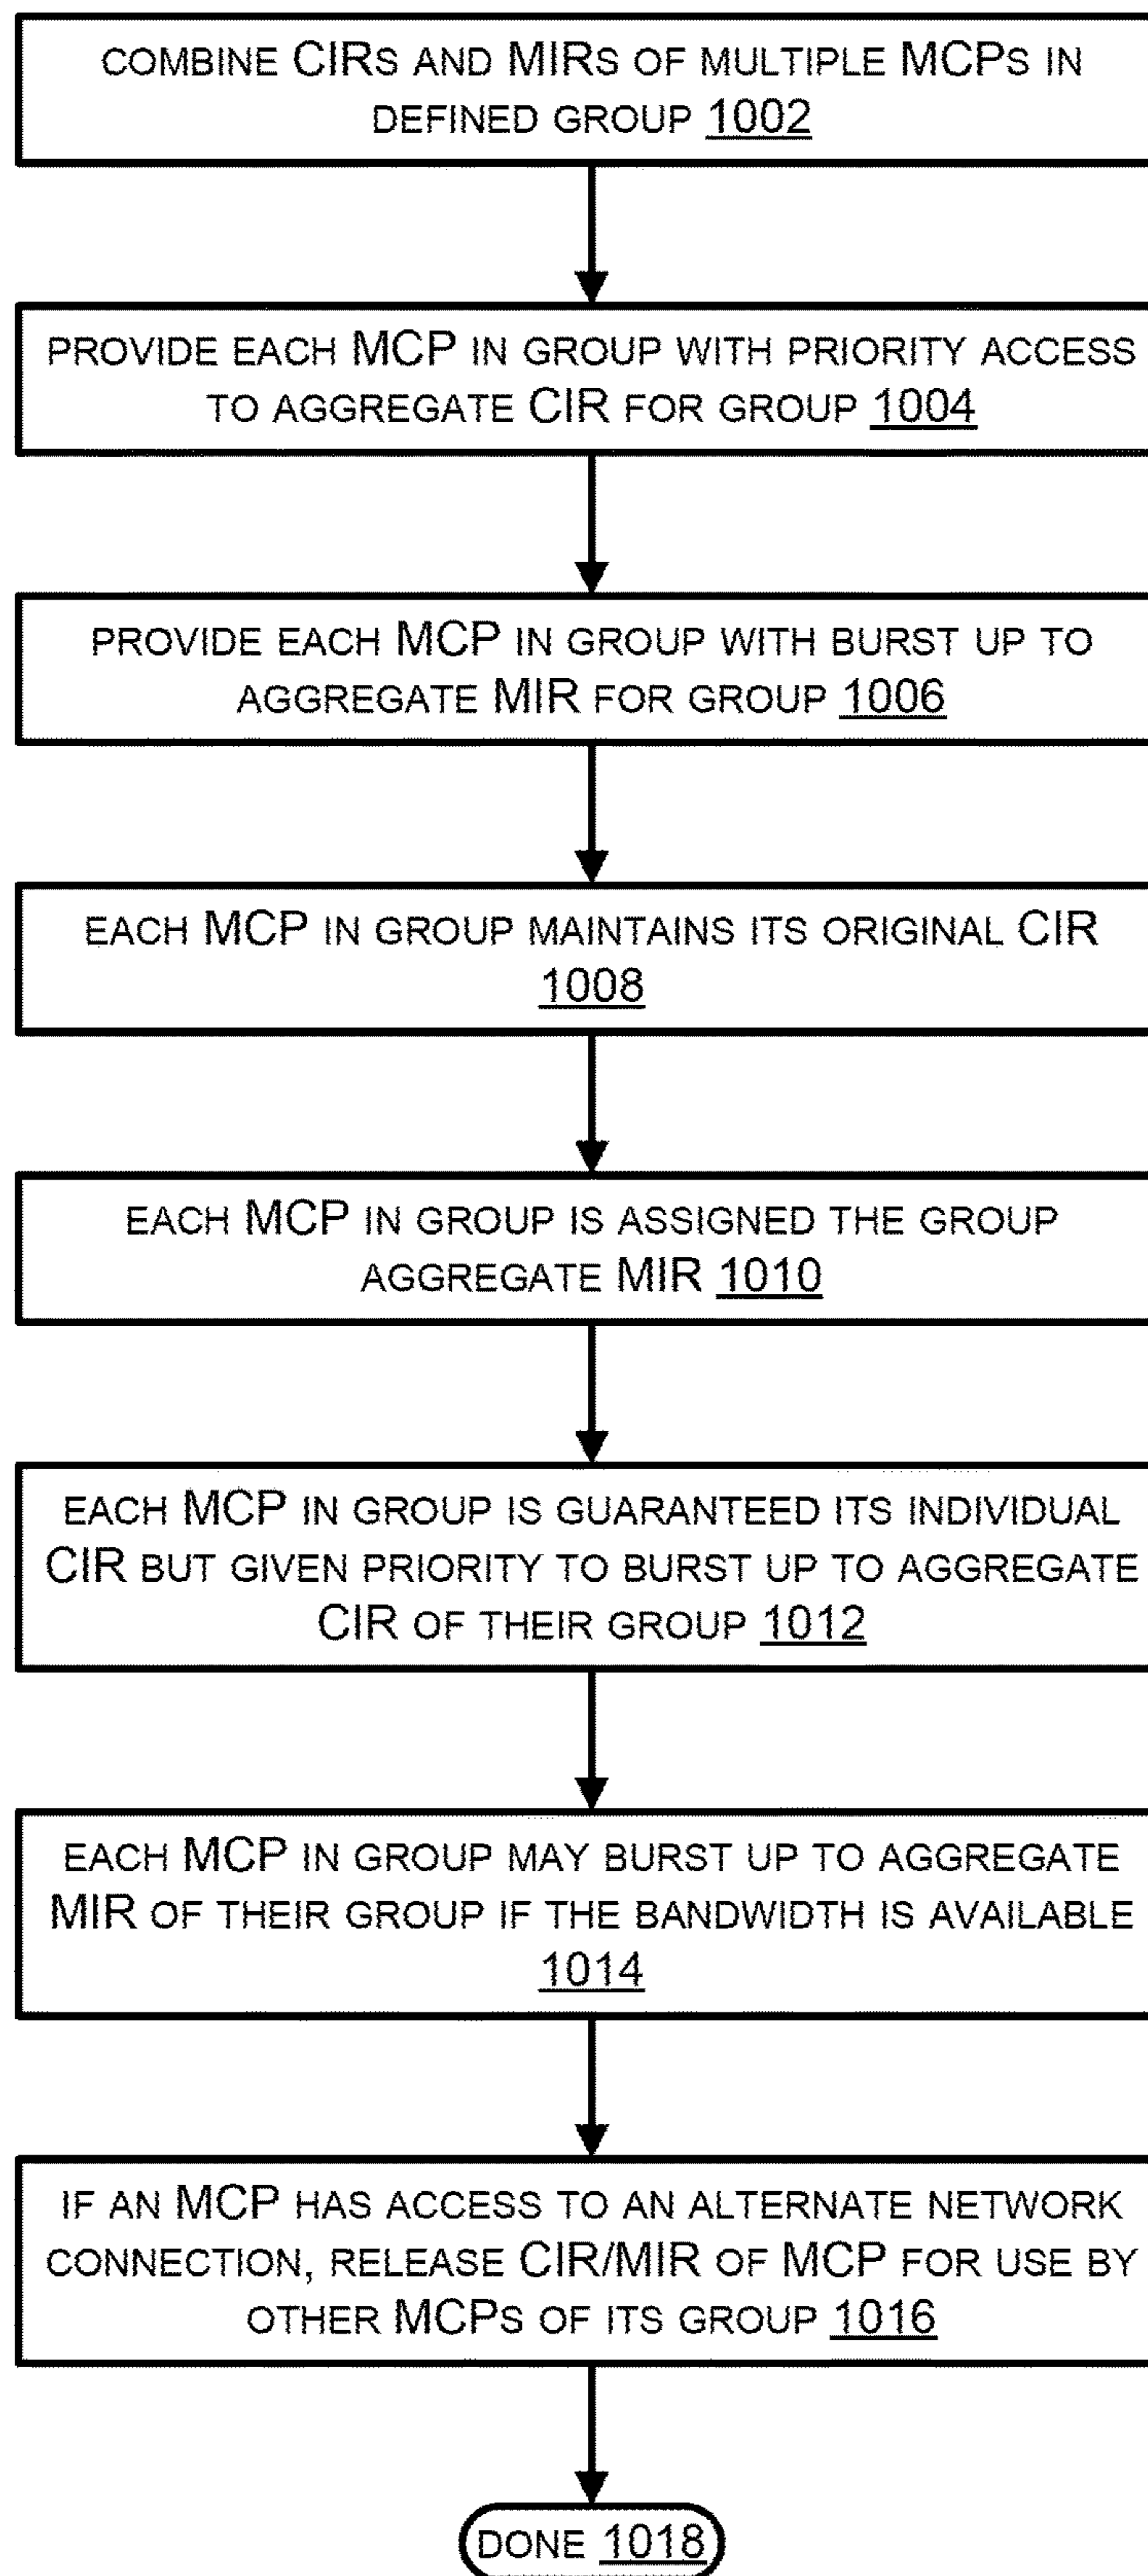 COMBINE CIRS AND MIRS OF MULTIPLE MCPS IN
DEFINED GROUP 1002
PROVIDE EACH MCP IN GROUP WITH PRIORITY ACCESS
TO AGGREGATE CIR FOR GROUP 1004
PROVIDE EACH MCP IN GROUP WITH BURST UP TO
AGGREGATE MIR FOR GROUP 1006
EACH MCP IN GROUP MAINTAINS ITS ORIGINAL CIR
1008
EACH MCP IN GROUP IS ASSIGNED THE GROUP
AGGREGATE MIR 1010
EACH MCP IN GROUP IS GUARANTEED ITS INDIVIDUAL
CIR BUT GIVEN PRIORITY TO BURST UP TO AGGREGATE
CIR OF THEIR GROUP 1012
EACH MCP IN GROUP MAY BURST UP TO AGGREGATE
MIR OF THEIR GROUP IF THE BANDWIDTH IS AVAILABLE
1014
IF AN MCP HAS ACCESS TO AN ALTERNATE NETWORK
CONNECTION, RELEASE CIR/MIR OF MCP FOR USE BY
OTHER MCPS OF ITS GROUP 1016
DONE 1018